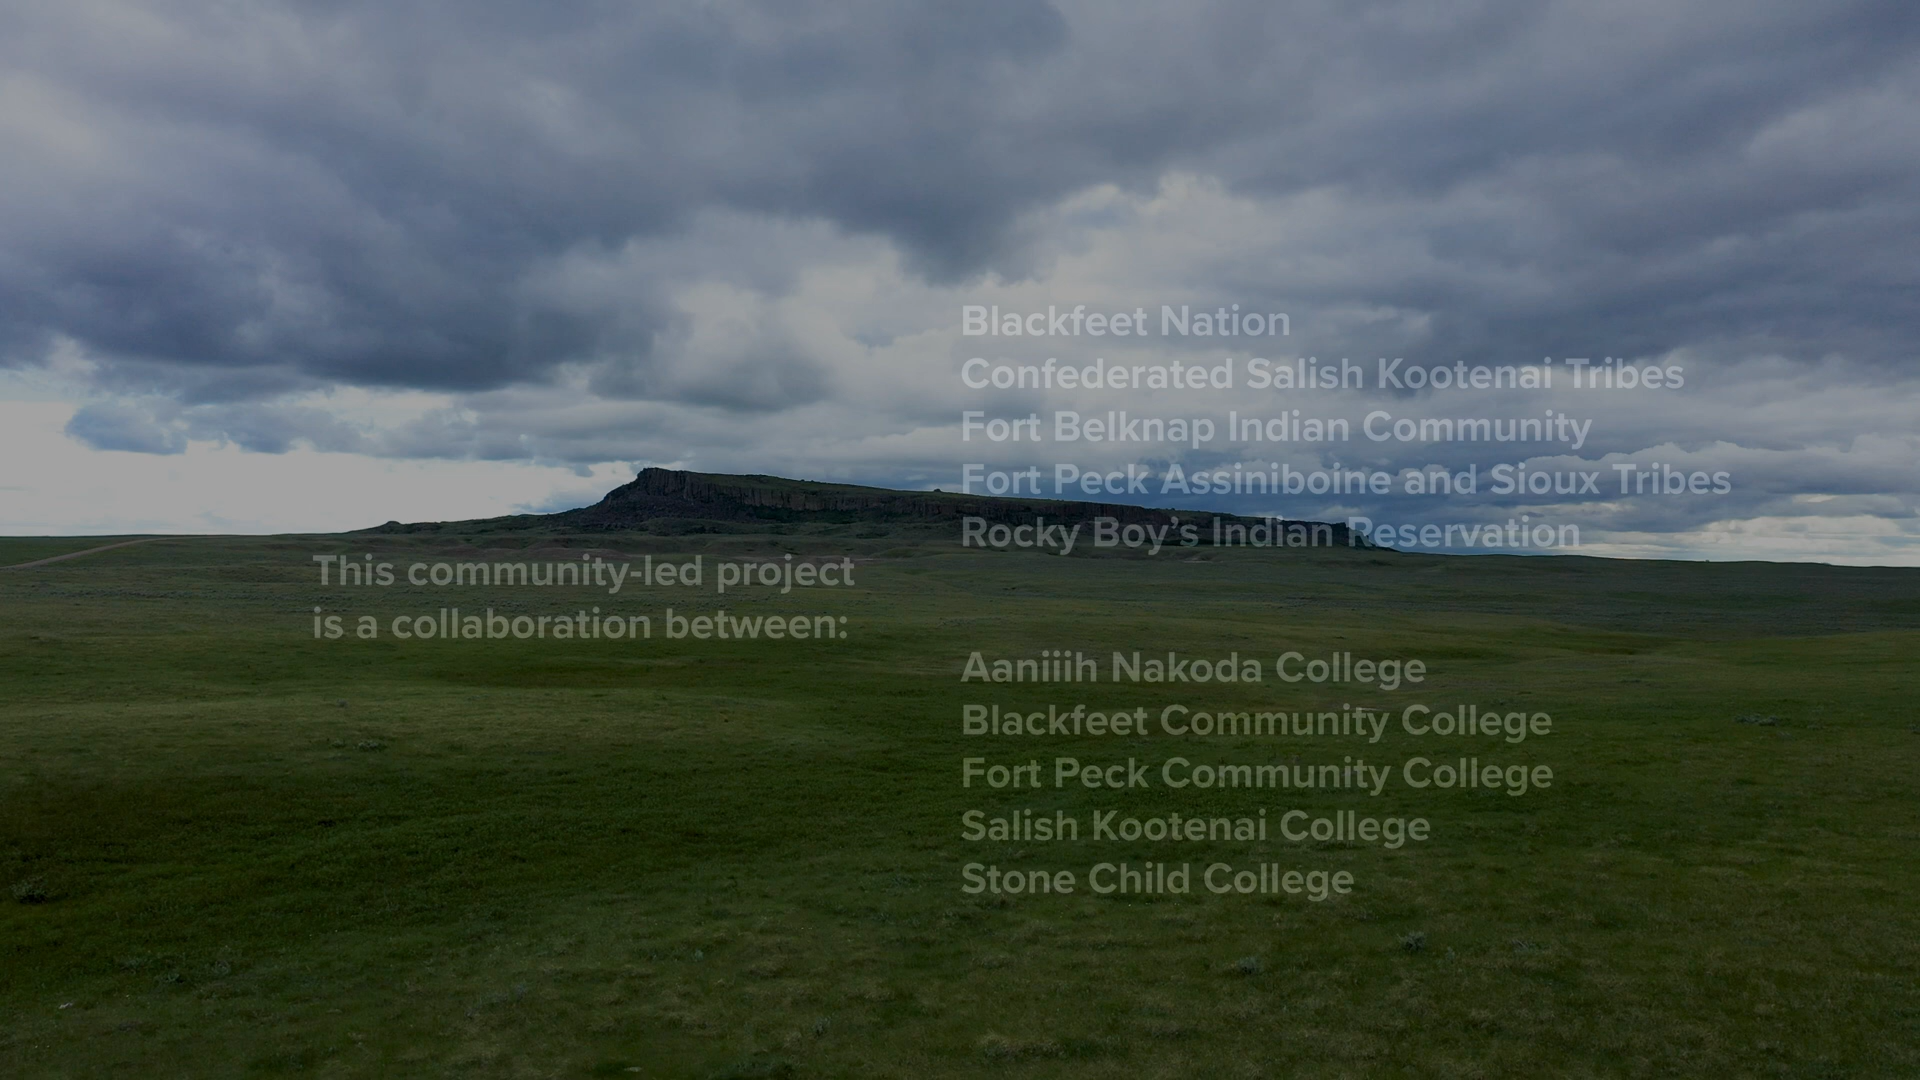 This community-led project
is a collaboration between:
Blackfeet Nation
Confederated Salish Kootenai Tribes
Fort Belknap Indian Community
Fort Peck Assiniboine and Sioux Tribes
Rocky Boy’s Indian Reservation
Aaniiih Nakoda College
Blackfeet Community College
Fort Peck Community College
Salish Kootenai College
Stone Child College